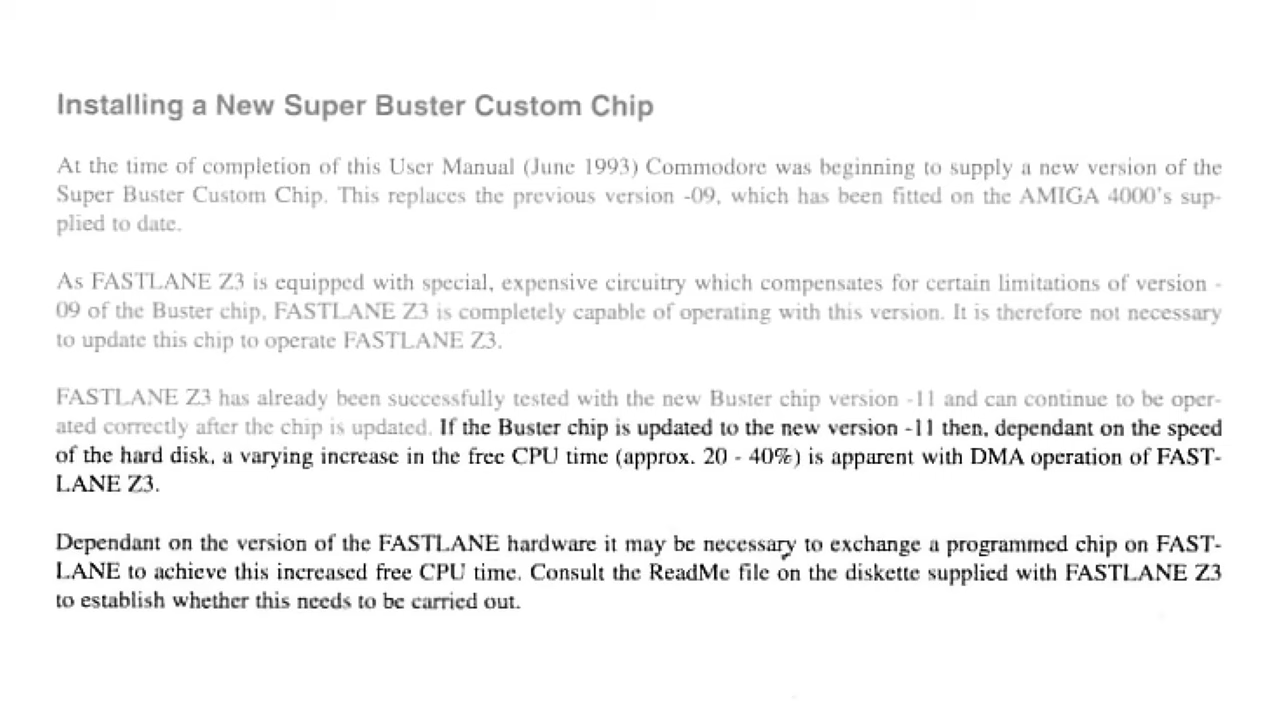 Installing a New Super Buster Custom Chip
At the time of completion of this User Manual (June 1993) Commodore was beginning to supply a new version of the
Super Buster Custom Chip. This replaces the previous version -09, which has been fitted on the AMIGA 4000's sup-
plied to date.
As FASTLANE Z3 is equipped with special, expensive circuitry which compensates for certain limitations of version -
09 of the Buster chip, FASTLANE Z3 is completely capable of operating with this version. It is therefore not necessary
to update this chip to operate FASTLANE Z3.
FASTLANE Z3 has already been successfully tested with the new Buster chip version -11 and can continue to be oper-
ated correctly after the chip is updated. If the Buster chip is updated to the new version -11 then, dependant on the speed
of the hard disk, a varying increase in the free CPU time (approx. 20 - 40%) is apparent with DMA operation of FAST-
LANE Z3.
Dependant on the version of the FASTLANE hardware it may be necessary to exchange a programmed chip on FAST-
LANE to achieve this increased free CPU time. Consult the ReadMe file on the diskette supplied with FASTLANE Z3
to establish whether this needs to be carried out.